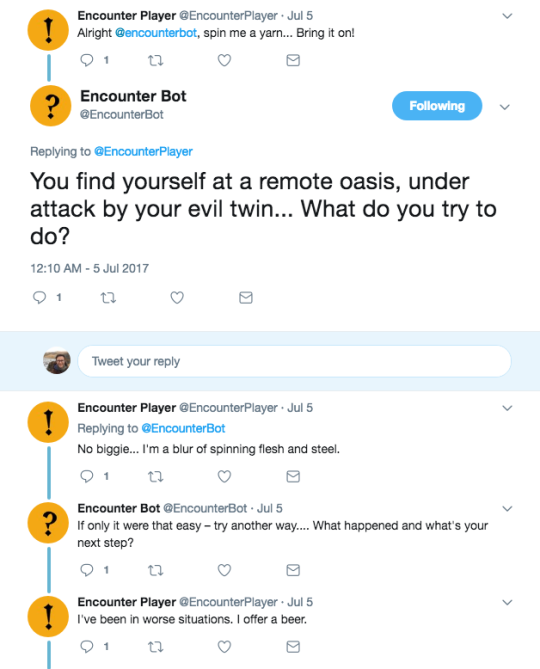 Encounter Player @EncounterPlayer · Jul 5
Alright @encounterbot, spin me a yarn... Bring it on!
1
Encounter Bot
@EncounterBot
Following
Replying to @EncounterPlayer
You find yourself at a remote oasis, under
attack by your evil twin... What do you try to
do?
12:10 AM - 5 Jul 2017
1
Tweet your reply
Encounter Player @EncounterPlayer · Jul 5
Replying to @EncounterBot
No biggie... I'm a blur of spinning flesh and steel.
1
Encounter Bot @EncounterBot · Jul 5
If only it were that easy – try another way.... What happened and what's your
next step?
1
Encounter Player @EncounterPlayer · Jul 5
I've been in worse situations. I offer a beer.
1